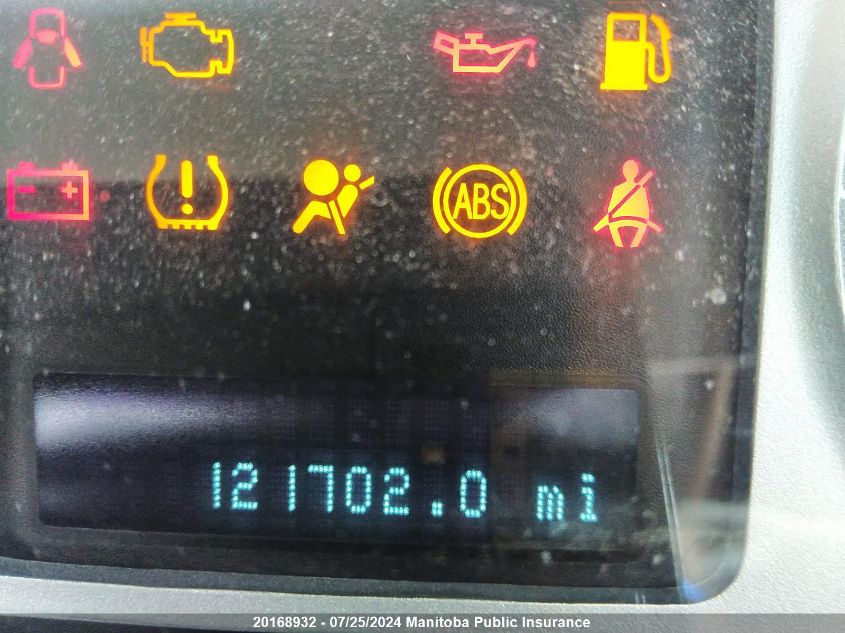 ABS
121702.0 mi
20168932 - 07/25/2024 Manitoba Public Insurance